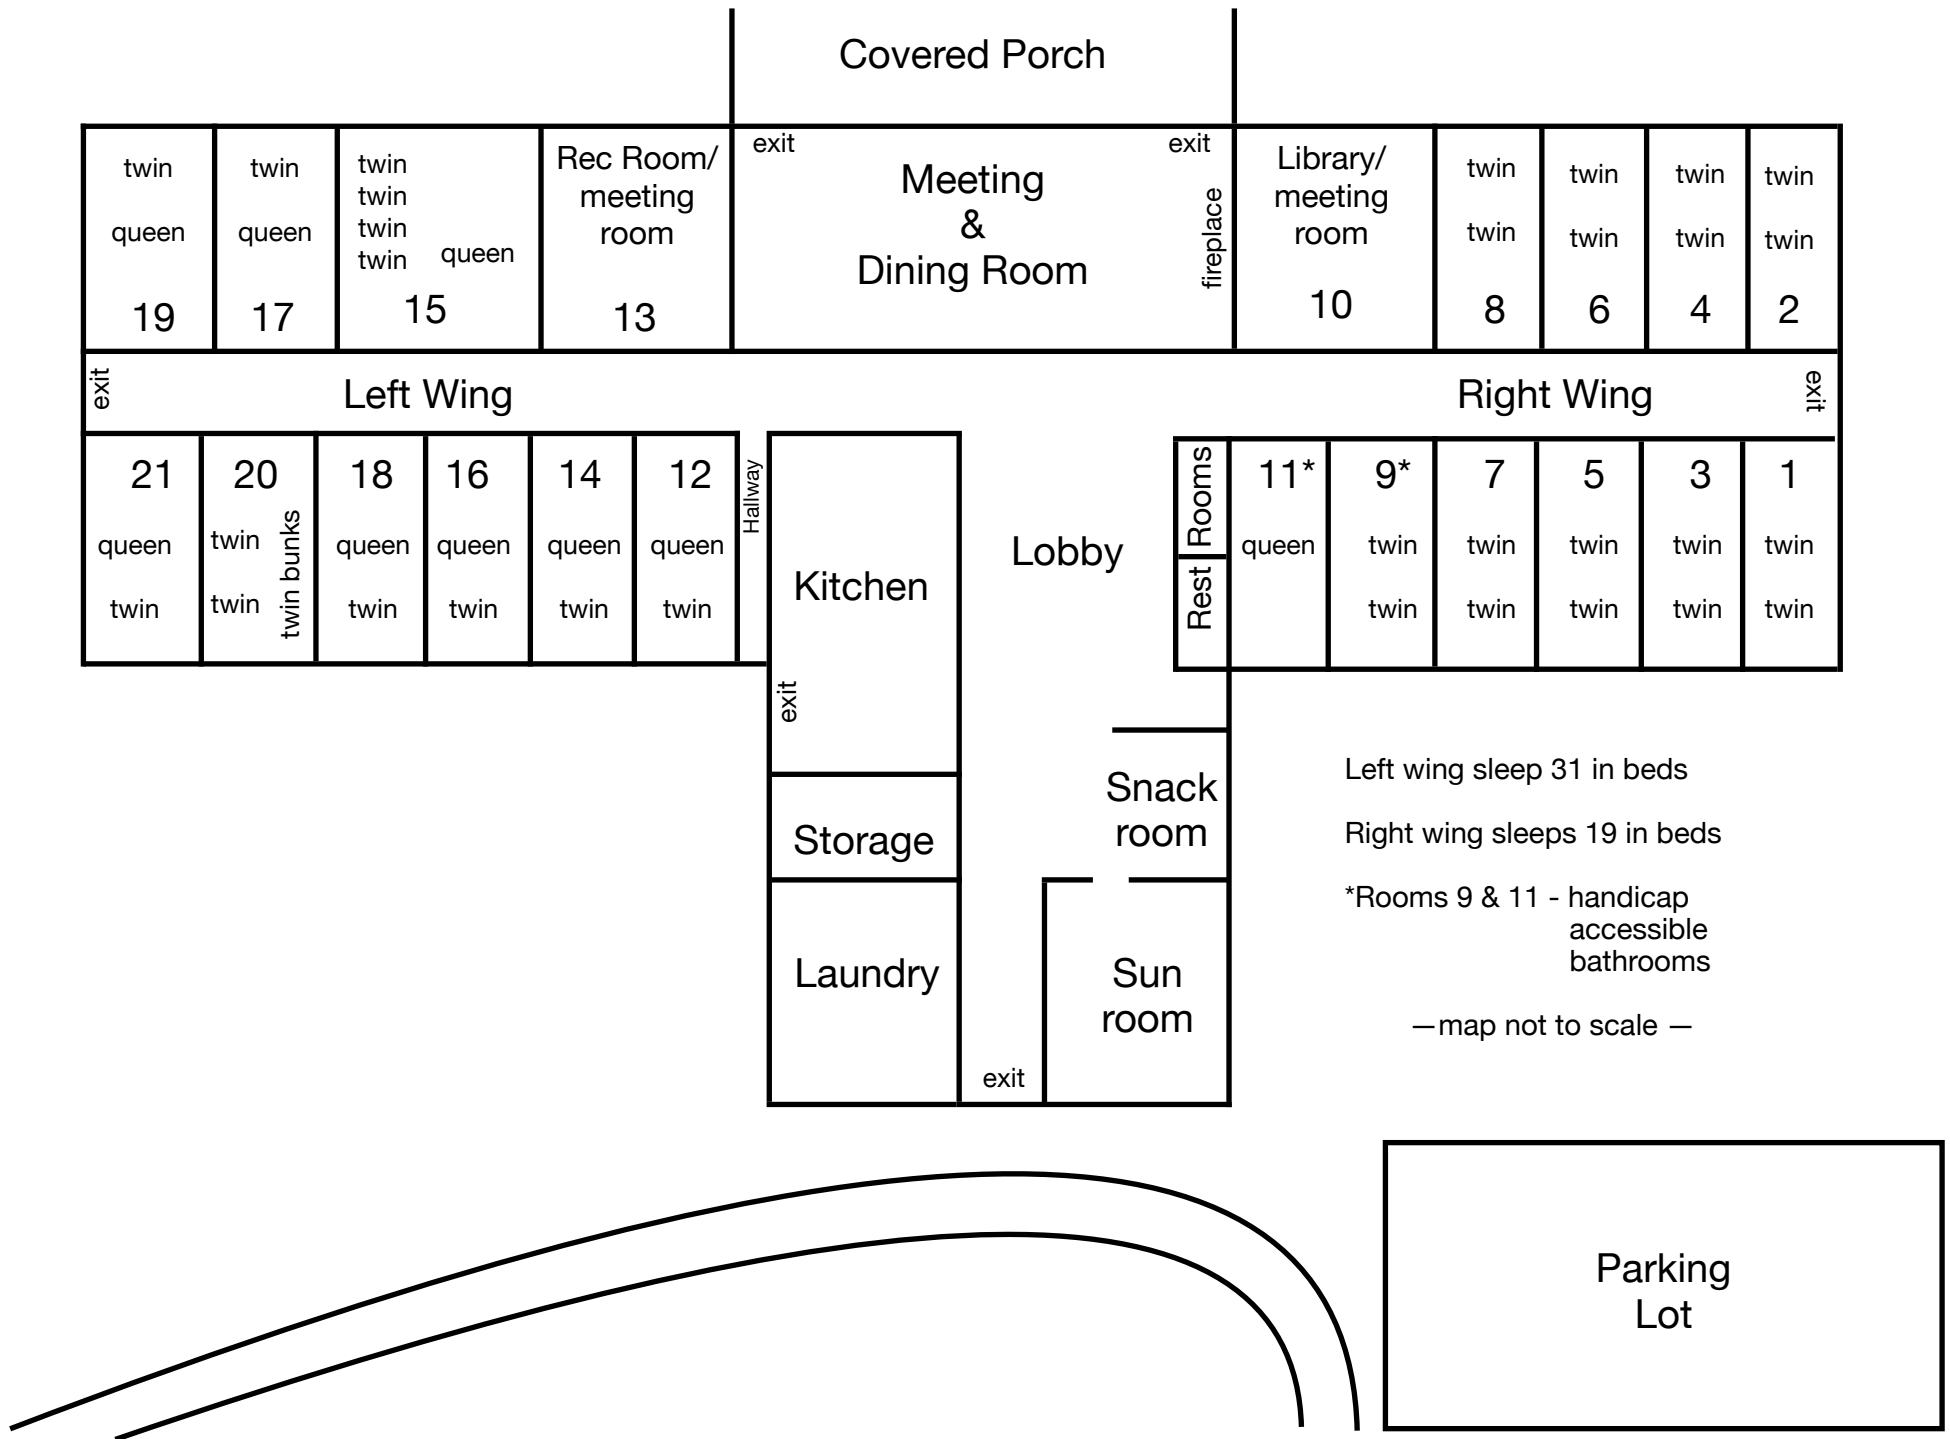 Covered Porch
exit
exit
Meeting
&
Dining Room
fireplace
twin
queen
19
twin
queen
17
twin
twin
twin
twin
queen
15
Rec Room/
meeting
room
13
Library/
meeting
room
10
twin
twin
8
twin
twin
6
twin
twin
4
twin
twin
2
exit
Left Wing
Right Wing
exit
21
queen
twin
20
twin
twin
twin bunks
18
queen
twin
16
queen
twin
14
queen
twin
12
queen
twin
Hallway
Kitchen
exit
Lobby
Rest Rooms
11*
queen
9*
twin
twin
7
twin
twin
5
twin
twin
3
twin
twin
1
twin
twin
Storage
Snack
room
Laundry
Sun
room
exit
Left wing sleep 31 in beds
Right wing sleeps 19 in beds
*Rooms 9 & 11 - handicap
accessible
bathrooms
—map not to scale —
Parking
Lot